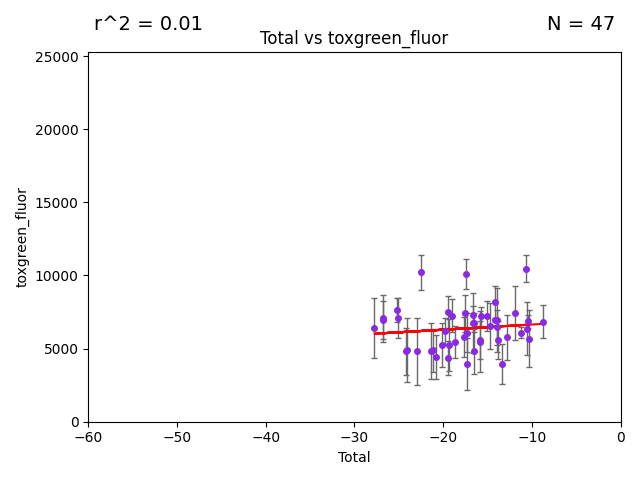 r^2 = 0.01
N = 47
Total vs toxgreen_fluor
25000
20000
15000
10000
5000
0
toxgreen_fluor
−60
−50
−40
−30
−20
−10
0
Total